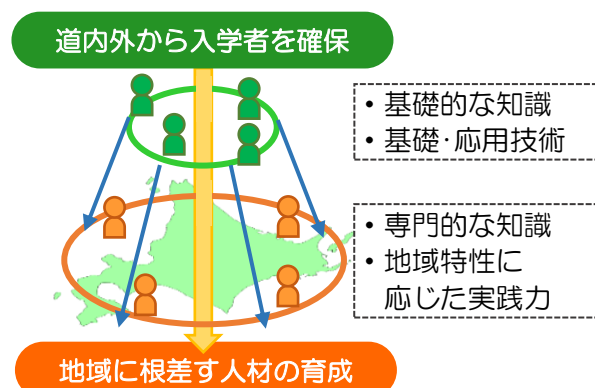 道内外から入学者を確保
・基礎的な知識
・基礎・応用技術
・専門的な知識
・地域特性に
応じた実践力
地域に根差す人材の育成